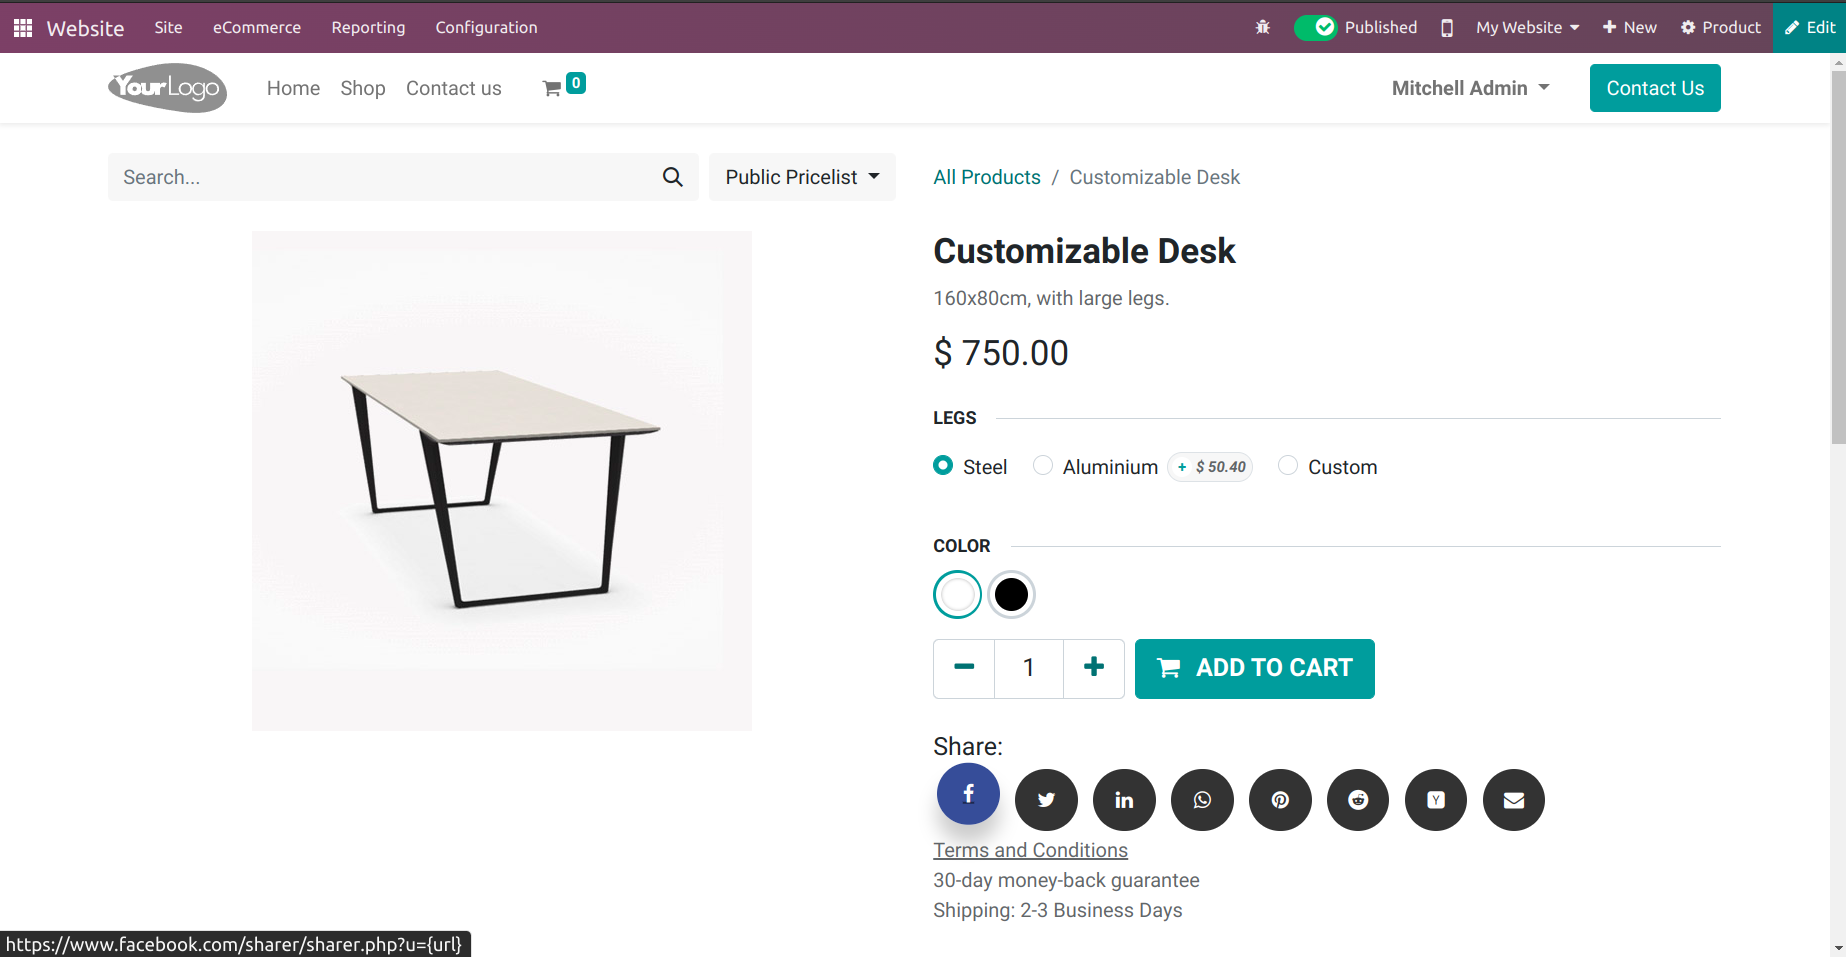 Website Site eCommerce Reporting Configuration Published My Website New Product Edit
YourLogo Home Shop Contact us 0 Mitchell Admin Contact Us
Search... Public Pricelist All Products / Customizable Desk
Customizable Desk
160x80cm, with large legs.
$ 750.00
LEGS
Steel Aluminium + $ 50.40 Custom
COLOR
1 ADD TO CART
Share:
Terms and Conditions
30-day money-back guarantee
Shipping: 2-3 Business Days
https://www.facebook.com/sharer/sharer.php?u={url}